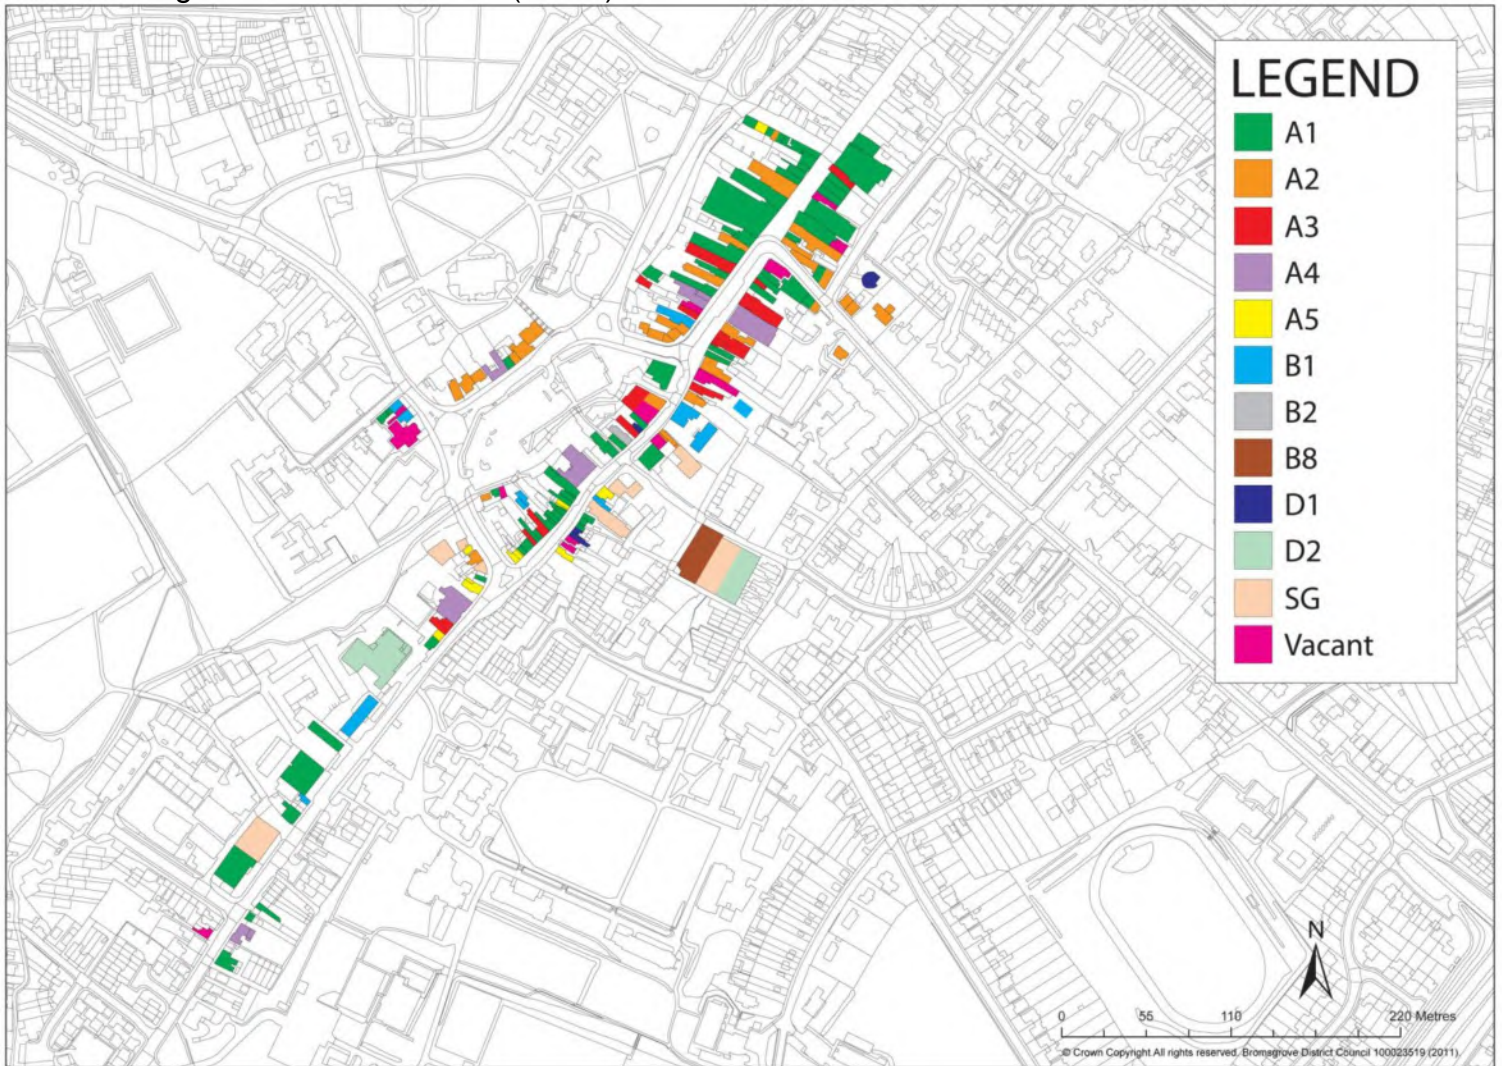 LEGEND
A1
A2
A3
A4
A5
B1
B2
B8
D1
D2
SG
Vacant
N
0 55 110 220 Metres
© Crown Copyright All rights reserved. Bromsgrove District Council 100023519 (2011)